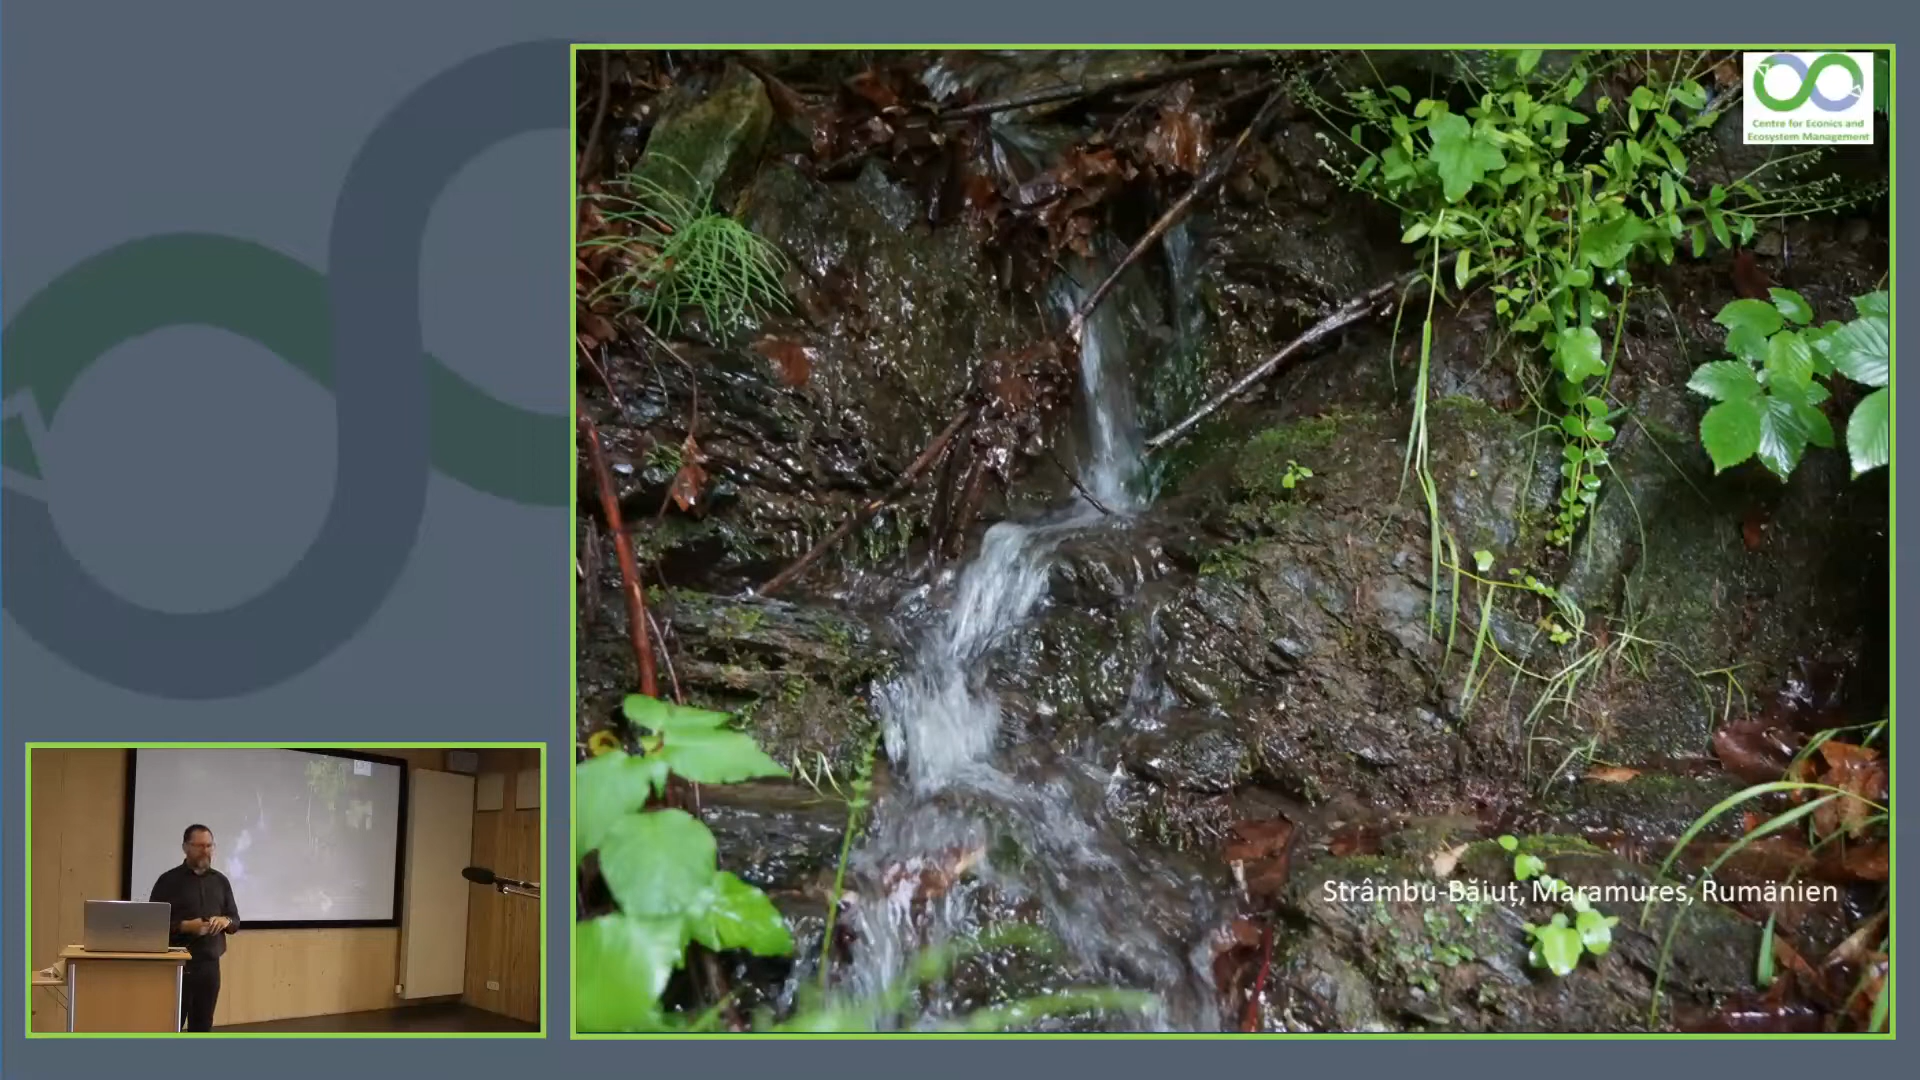 Centre for Econics and
Ecosystem Management
Strâmbu-Băiuț, Maramures, Rumänien